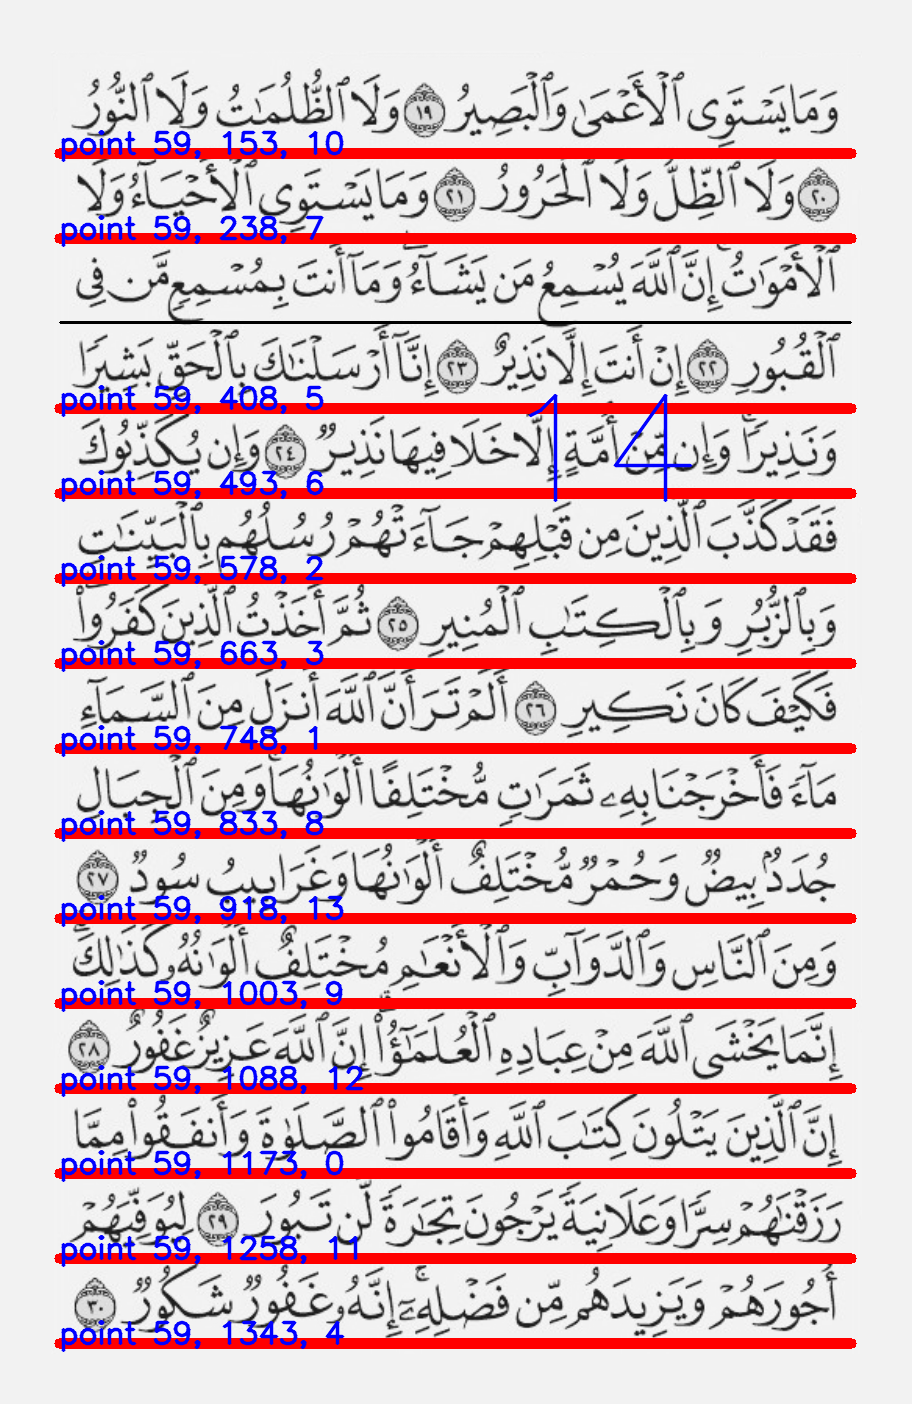 وَمَا يَسْتَوِى ٱلْأَعْمَىٰ وَٱلْبَصِيرُ ١٩ وَلَا ٱلظُّلُمَـٰتُ وَلَا ٱلنُّورُ
point 59, 153, 10
٢٠ وَلَا ٱلظِّلُّ وَلَا ٱلْحَرُورُ ٢١ وَمَا يَسْتَوِى ٱلْأَحْيَآءُ وَلَا
point 59, 238, 7
ٱلْأَمْوَٰتُ ۚ إِنَّ ٱللَّهَ يُسْمِعُ مَن يَشَآءُ ۖ وَمَآ أَنتَ بِمُسْمِعٍ مَّن فِى
ٱلْقُبُورِ ٢٢ إِنْ أَنتَ إِلَّا نَذِيرٌ ٢٣ إِنَّآ أَرْسَلْنَـٰكَ بِٱلْحَقِّ بَشِيرًا
point 59, 408, 5
14
وَنَذِيرًا ۚ وَإِن مِّنْ أُمَّةٍ إِلَّا خَلَا فِيهَا نَذِيرٌ ٢٤ وَإِن يُكَذِّبُوكَ
point 59, 493, 6
فَقَدْ كَذَّبَ ٱلَّذِينَ مِن قَبْلِهِمْ جَآءَتْهُمْ رُسُلُهُم بِٱلْبَيِّنَـٰتِ
point 59, 578, 2
وَبِٱلزُّبُرِ وَبِٱلْكِتَـٰبِ ٱلْمُنِيرِ ٢٥ ثُمَّ أَخَذْتُ ٱلَّذِينَ كَفَرُوا۟ ۖ
point 59, 663, 3
فَكَيْفَ كَانَ نَكِيرِ ٢٦ أَلَمْ تَرَ أَنَّ ٱللَّهَ أَنزَلَ مِنَ ٱلسَّمَآءِ
point 59, 748, 1
مَآءً فَأَخْرَجْنَا بِهِۦ ثَمَرَٰتٍ مُّخْتَلِفًا أَلْوَٰنُهَا ۚ وَمِنَ ٱلْجِبَالِ
point 59, 833, 8
جُدَدٌۢ بِيضٌ وَحُمْرٌ مُّخْتَلِفٌ أَلْوَٰنُهَا وَغَرَابِيبُ سُودٌ ٢٧
point 59, 918, 13
وَمِنَ ٱلنَّاسِ وَٱلدَّوَآبِّ وَٱلْأَنْعَـٰمِ مُخْتَلِفٌ أَلْوَٰنُهُۥ كَذَٰلِكَ ۗ
point 59, 1003, 9
إِنَّمَا يَخْشَى ٱللَّهَ مِنْ عِبَادِهِ ٱلْعُلَمَـٰٓؤُا۟ ۗ إِنَّ ٱللَّهَ عَزِيزٌ غَفُورٌ ٢٨
point 59, 1088, 12
إِنَّ ٱلَّذِينَ يَتْلُونَ كِتَـٰبَ ٱللَّهِ وَأَقَامُوا۟ ٱلصَّلَوٰةَ وَأَنفَقُوا۟ مِمَّا
point 59, 1173, 0
رَزَقْنَـٰهُمْ سِرًّا وَعَلَانِيَةً يَرْجُونَ تِجَـٰرَةً لَّن تَبُورَ ٢٩ لِيُوَفِّيَهُمْ
point 59, 1258, 11
أُجُورَهُمْ وَيَزِيدَهُم مِّن فَضْلِهِۦٓ ۚ إِنَّهُۥ غَفُورٌ شَكُورٌ ٣٠
point 59, 1343, 4